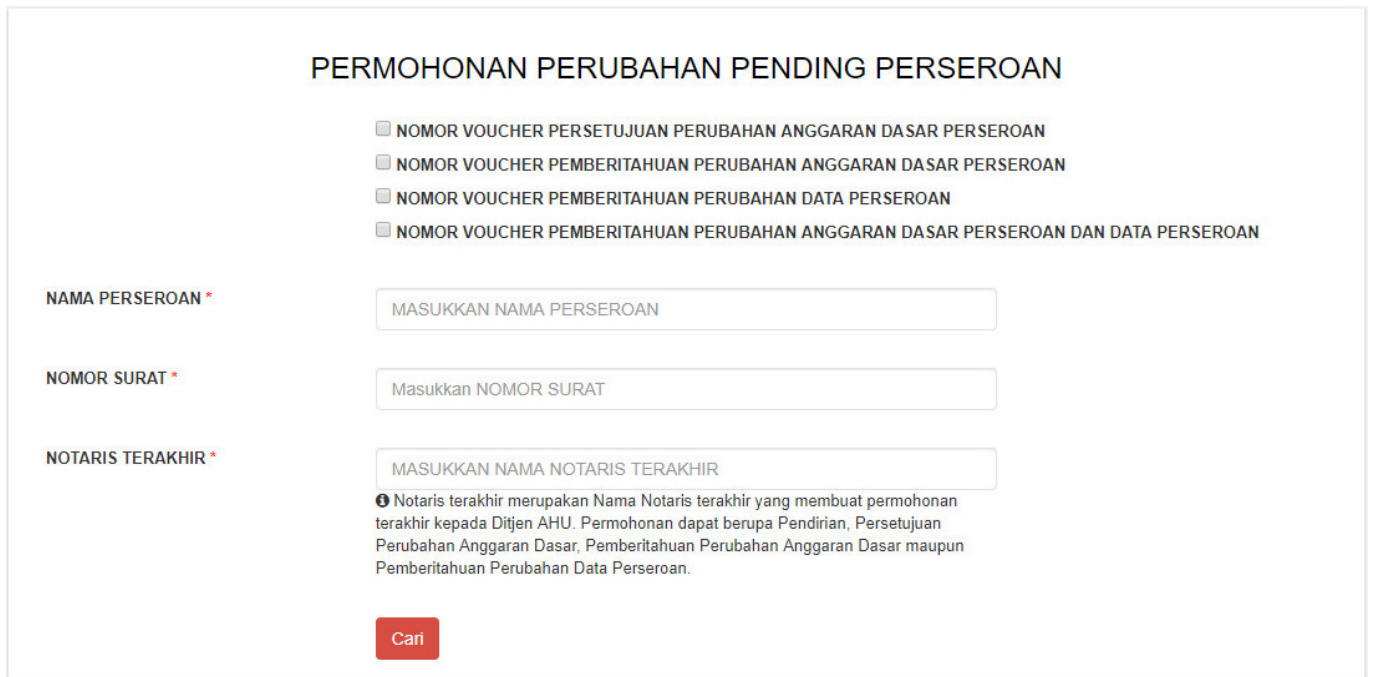 PERMOHONAN PERUBAHAN PENDING PERSEROAN
NOMOR VOUCHER PERSETUJUAN PERUBAHAN ANGGARAN DASAR PERSEROAN
NOMOR VOUCHER PEMBERITAHUAN PERUBAHAN ANGGARAN DASAR PERSEROAN
NOMOR VOUCHER PEMBERITAHUAN PERUBAHAN DATA PERSEROAN
NOMOR VOUCHER PEMBERITAHUAN PERUBAHAN ANGGARAN DASAR PERSEROAN DAN DATA PERSEROAN
NAMA PERSEROAN *
MASUKKAN NAMA PERSEROAN
NOMOR SURAT *
Masukkan NOMOR SURAT
NOTARIS TERAKHIR *
MASUKKAN NAMA NOTARIS TERAKHIR
Notaris terakhir merupakan Nama Notaris terakhir yang membuat permohonan
terakhir kepada Ditjen AHU. Permohonan dapat berupa Pendirian, Persetujuan
Perubahan Anggaran Dasar, Pemberitahuan Perubahan Anggaran Dasar maupun
Pemberitahuan Perubahan Data Perseroan.
Cari